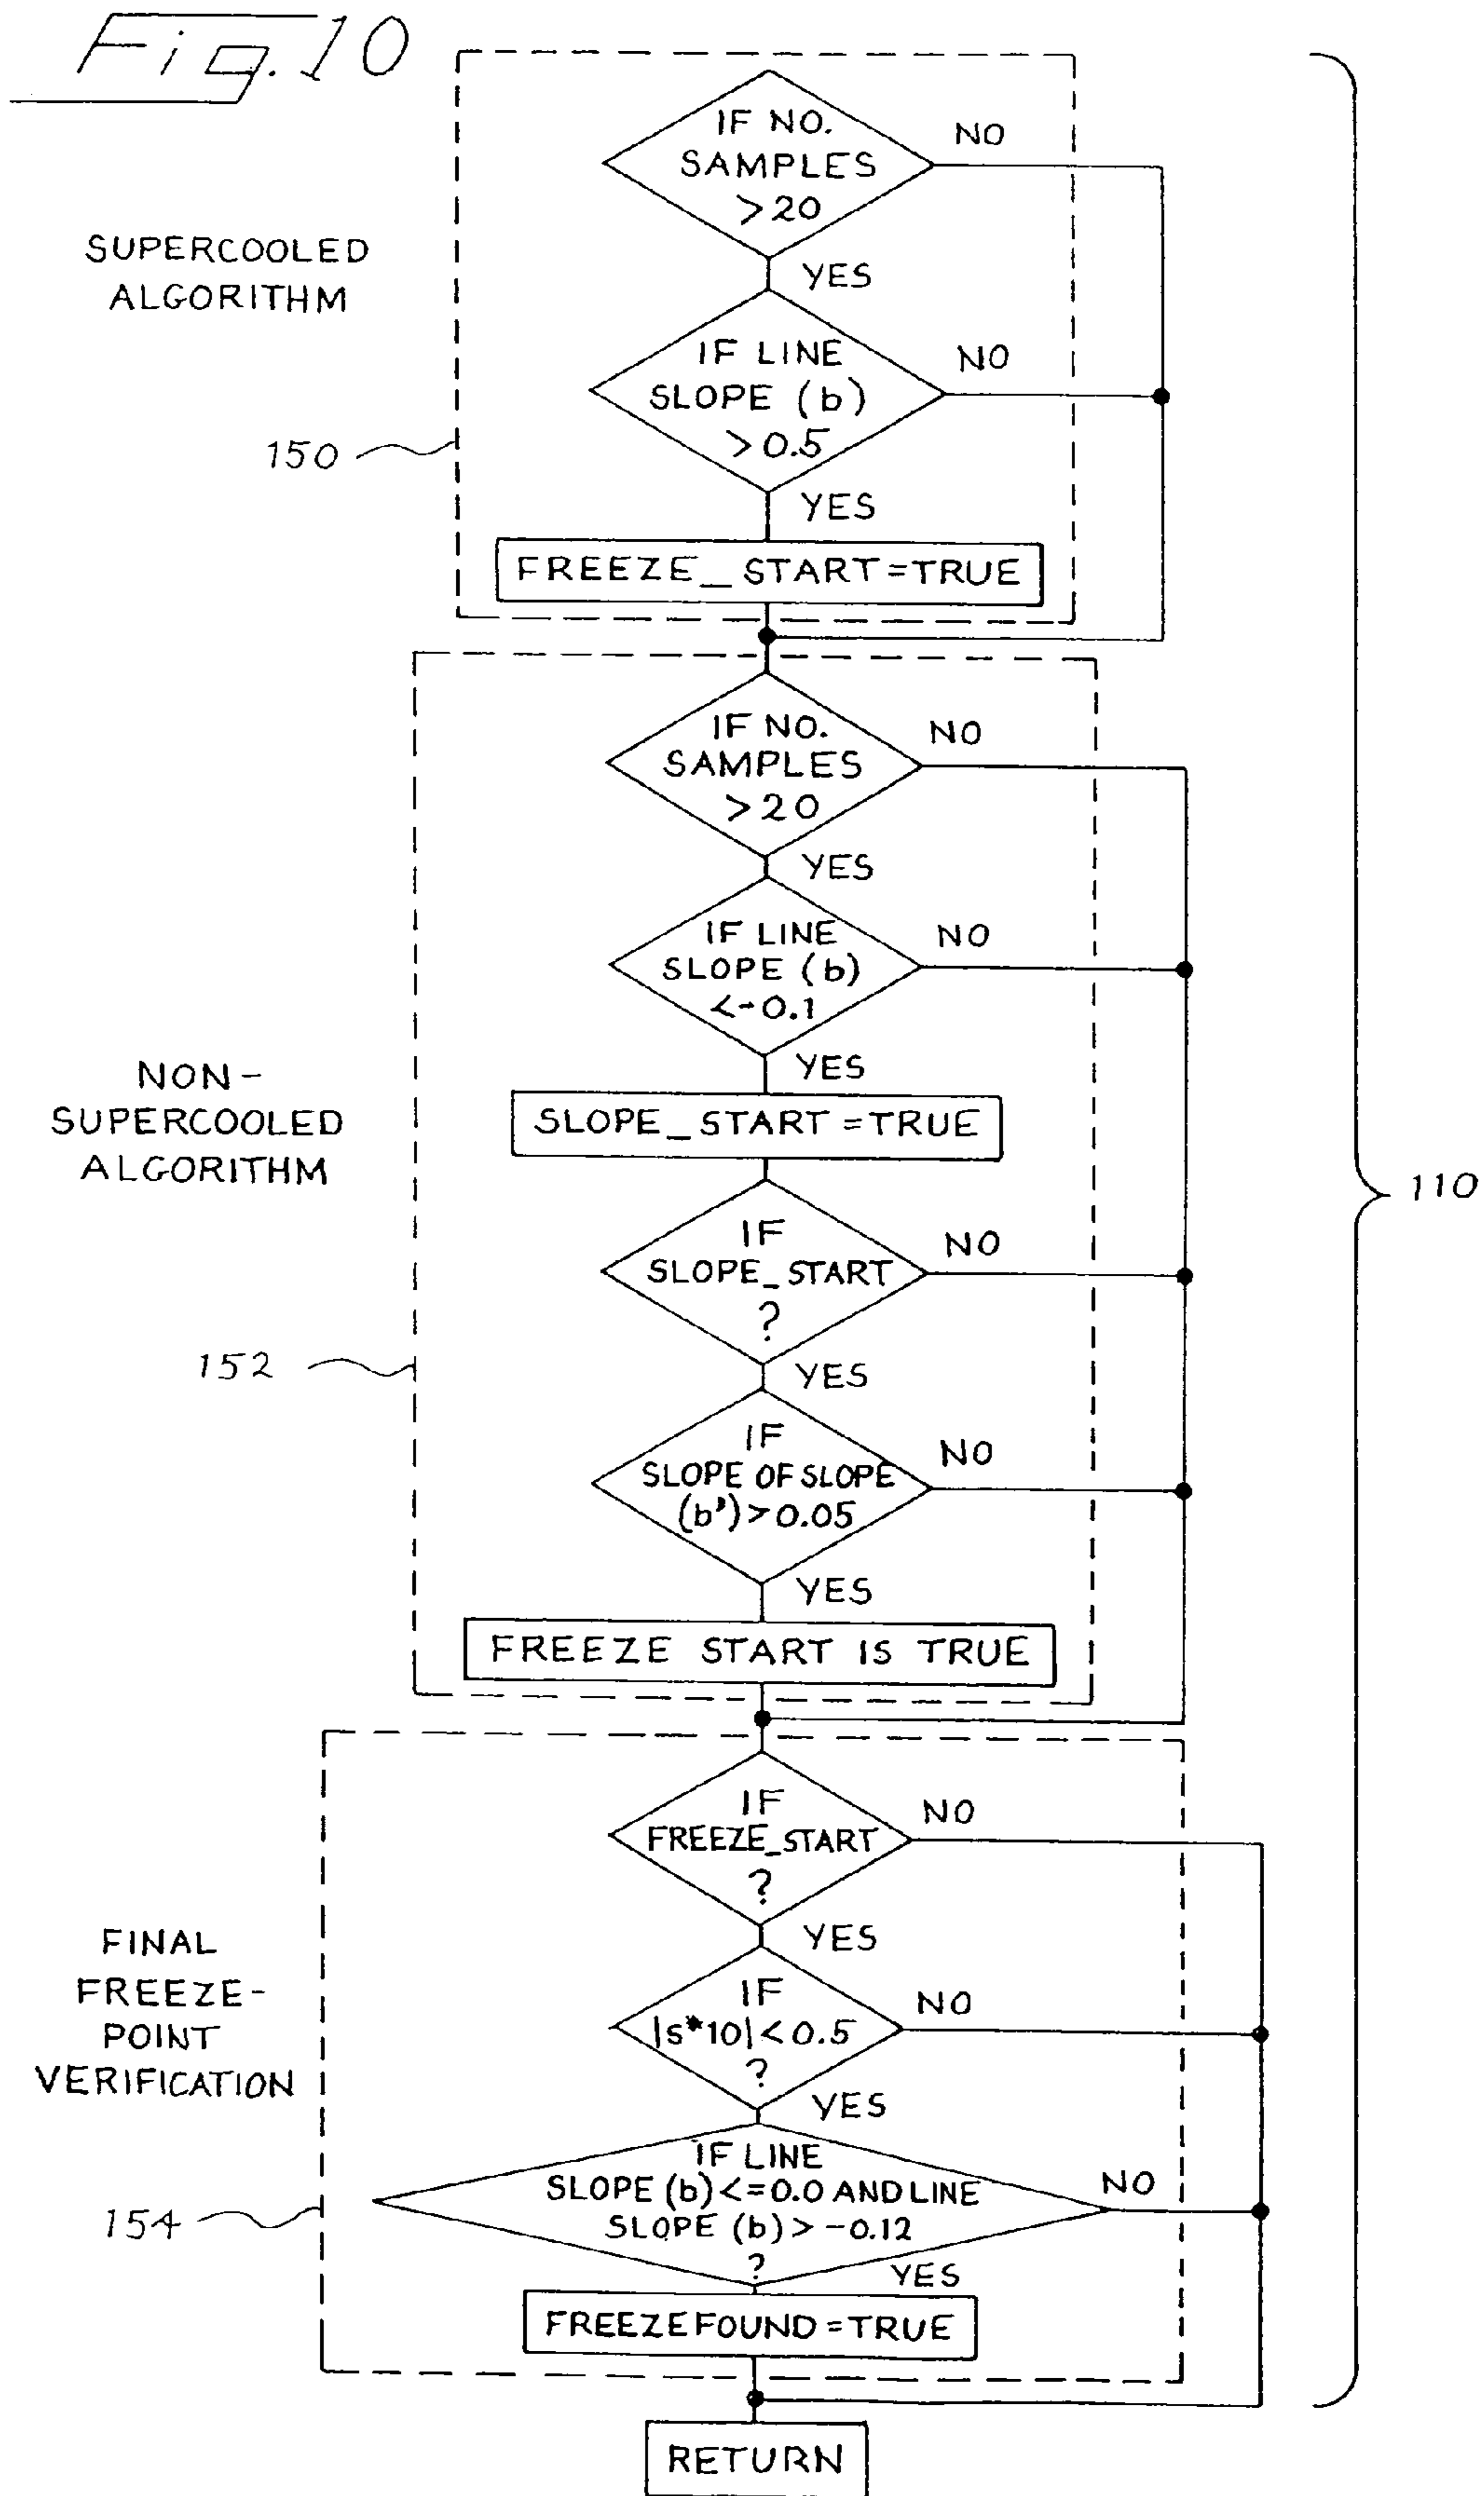 Fig. 10
IF NO.
SAMPLES
>20
NO
YES
SUPERCOOLED
ALGORITHM
IF LINE
SLOPE (b)
>0.5
NO
150
YES
FREEZE_START=TRUE
IF NO.
SAMPLES
>20
NO
YES
IF LINE
SLOPE (b)
<-0.1
NO
YES
NON-
SUPERCOOLED
ALGORITHM
SLOPE_START=TRUE
110
IF
SLOPE_START
?
NO
152
YES
IF
SLOPE OF SLOPE
(b')>0.05
NO
YES
FREEZE START IS TRUE
IF
FREEZE_START
?
NO
YES
FINAL
FREEZE-
POINT
VERIFICATION
IF
|s*10|<0.5
?
NO
YES
IF LINE
SLOPE (b)<=0.0 AND LINE
SLOPE (b)>-0.12
?
NO
154
YES
FREEZEFOUND=TRUE
RETURN